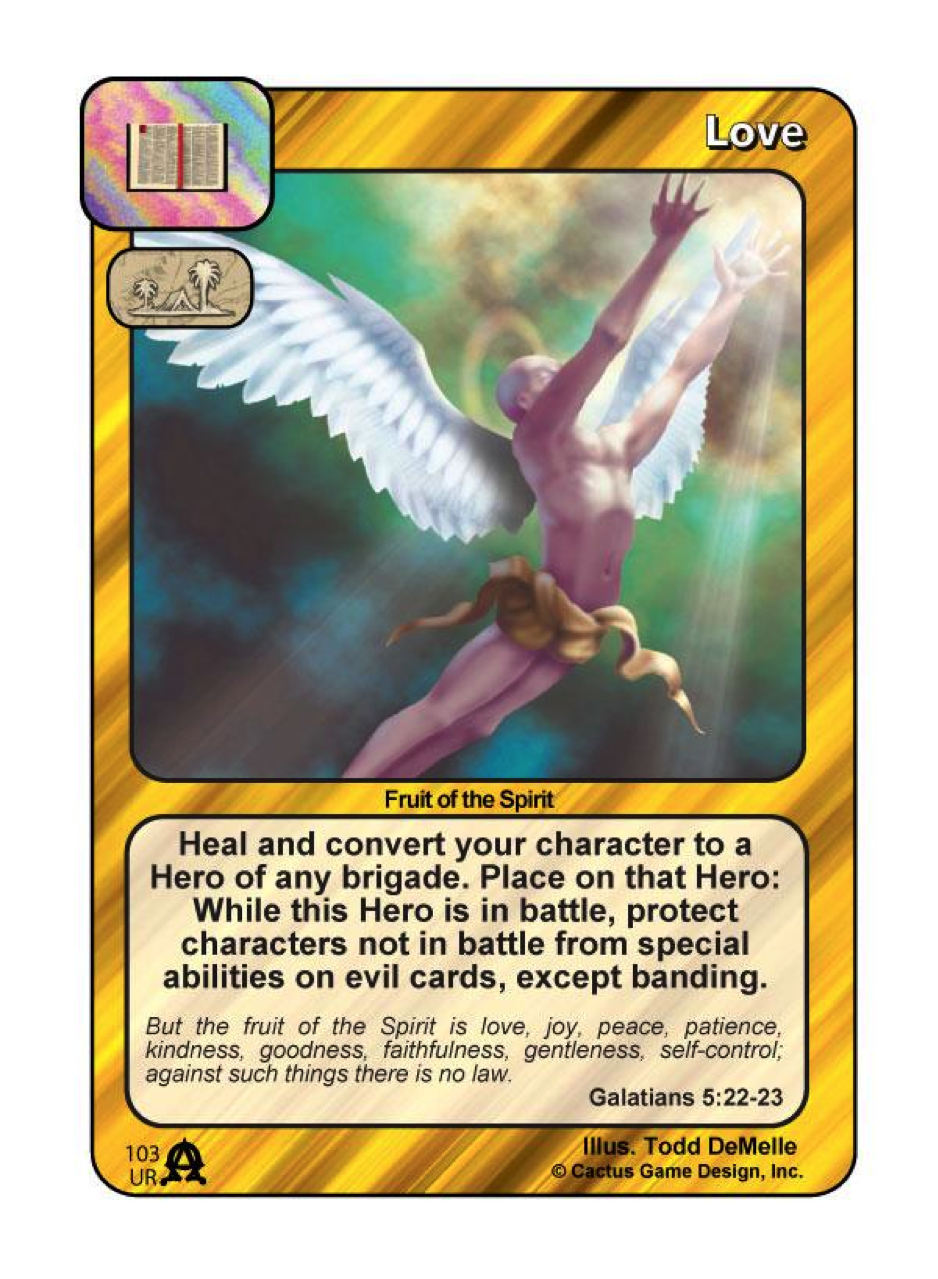 Love
Fruit of the Spirit
Heal and convert your character to a
Hero of any brigade. Place on that Hero:
While this Hero is in battle, protect
characters not in battle from special
abilities on evil cards, except banding.
But the fruit of the Spirit is love, joy, peace, patience,
kindness, goodness, faithfulness, gentleness, self-control;
against such things there is no law.
Galatians 5:22-23
103
UR
Illus. Todd DeMelle
© Cactus Game Design, Inc.